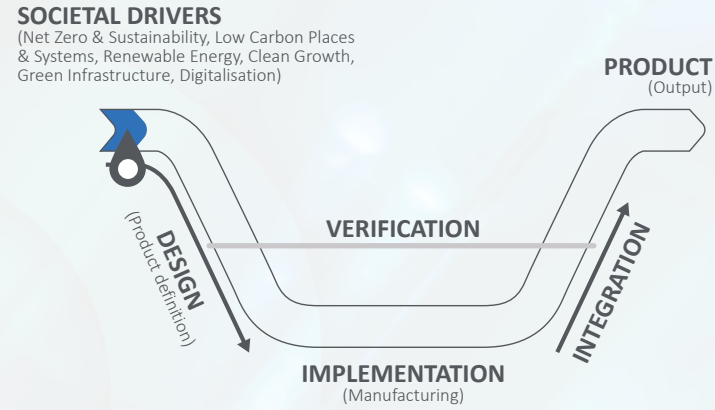 SOCIETAL DRIVERS
(Net Zero & Sustainability, Low Carbon Places
& Systems, Renewable Energy, Clean Growth,
Green Infrastructure, Digitalisation)
PRODUCT
(Output)
VERIFICATION
DESIGN
(Product definition)
INTEGRATION
IMPLEMENTATION
(Manufacturing)